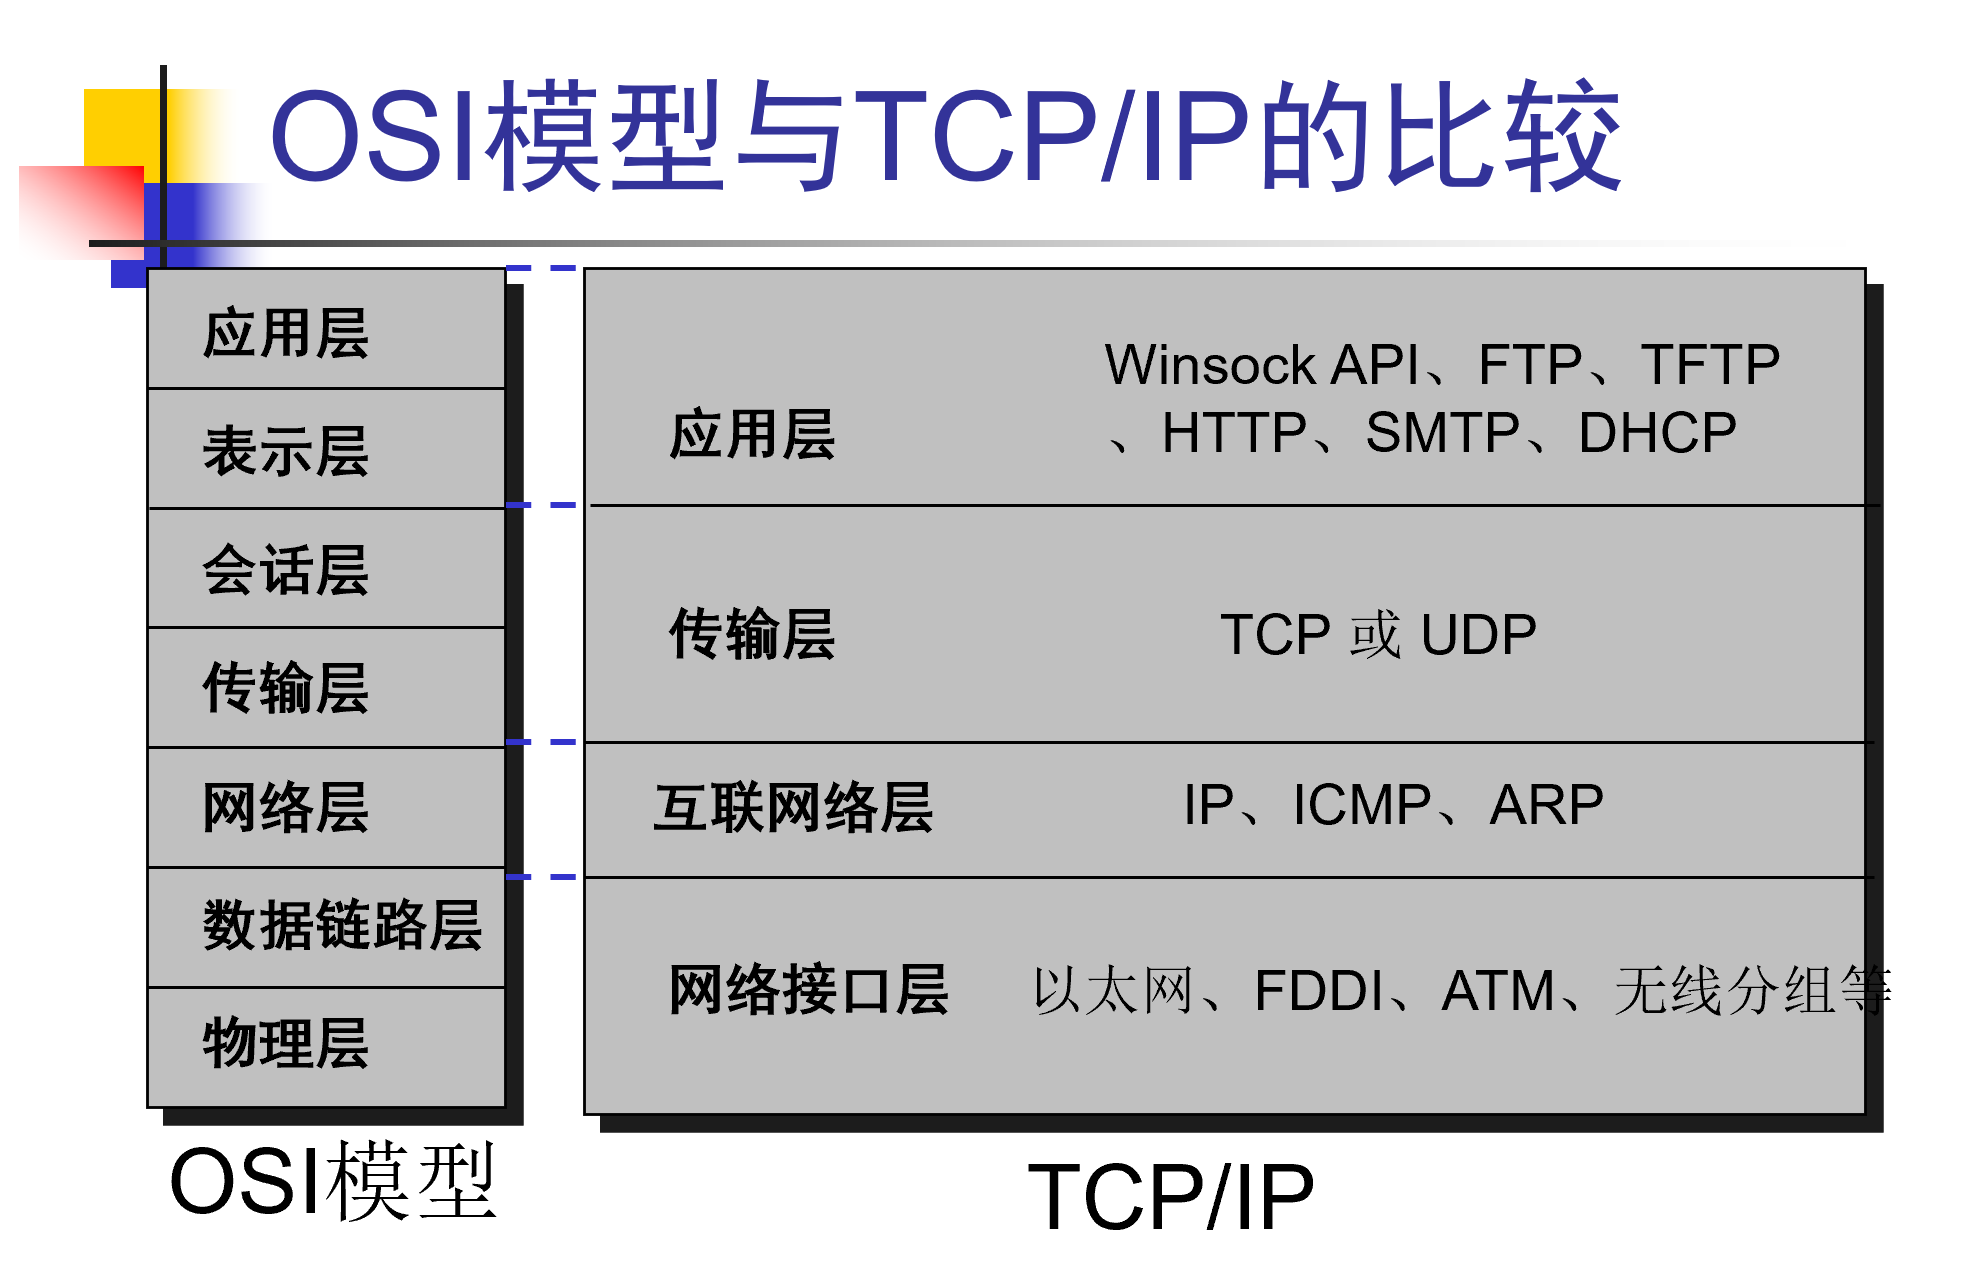 OSI模型与TCP/IP的比较
应用层
表示层
会话层
传输层
网络层
数据链路层
物理层
OSI模型
应用层
Winsock API、FTP、TFTP
、HTTP、SMTP、DHCP
传输层
TCP 或 UDP
互联网络层
IP、ICMP、ARP
网络接口层
以太网、FDDI、ATM、无线分组等
TCP/IP